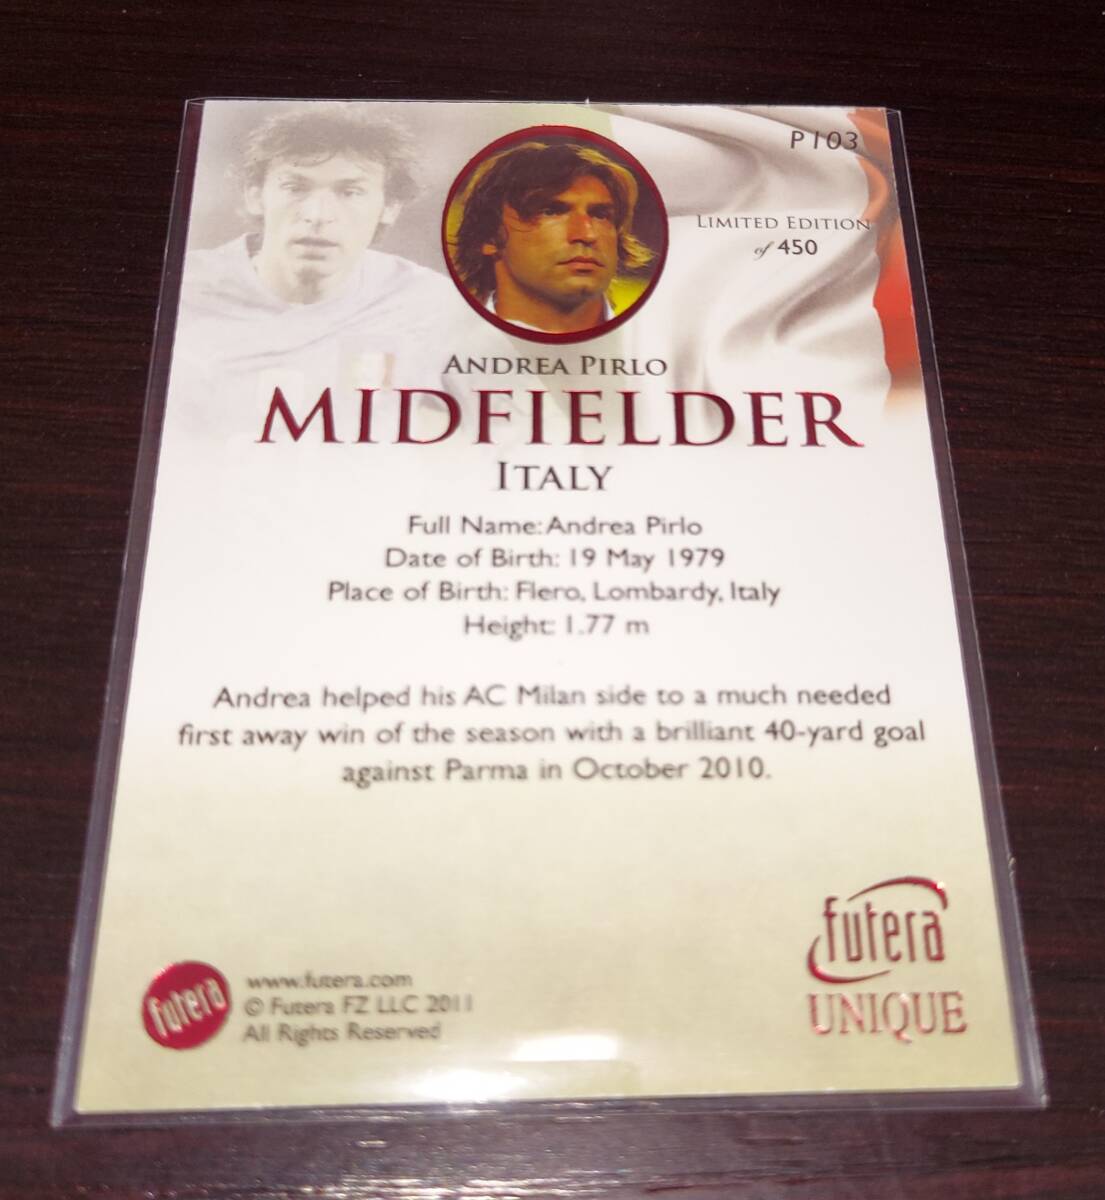 P103
LIMITED EDITION
of 450
ANDREA PIRLO
MIDFIELDER
ITALY
Full Name: Andrea Pirlo
Date of Birth: 19 May 1979
Place of Birth: Flero, Lombardy, Italy
Height: 1.77 m
Andrea helped his AC Milan side to a much needed
first away win of the season with a brilliant 40-yard goal
against Parma in October 2010.
futera
UNIQUE
futera
www.futera.com
© Futera FZ LLC 2011
All Rights Reserved